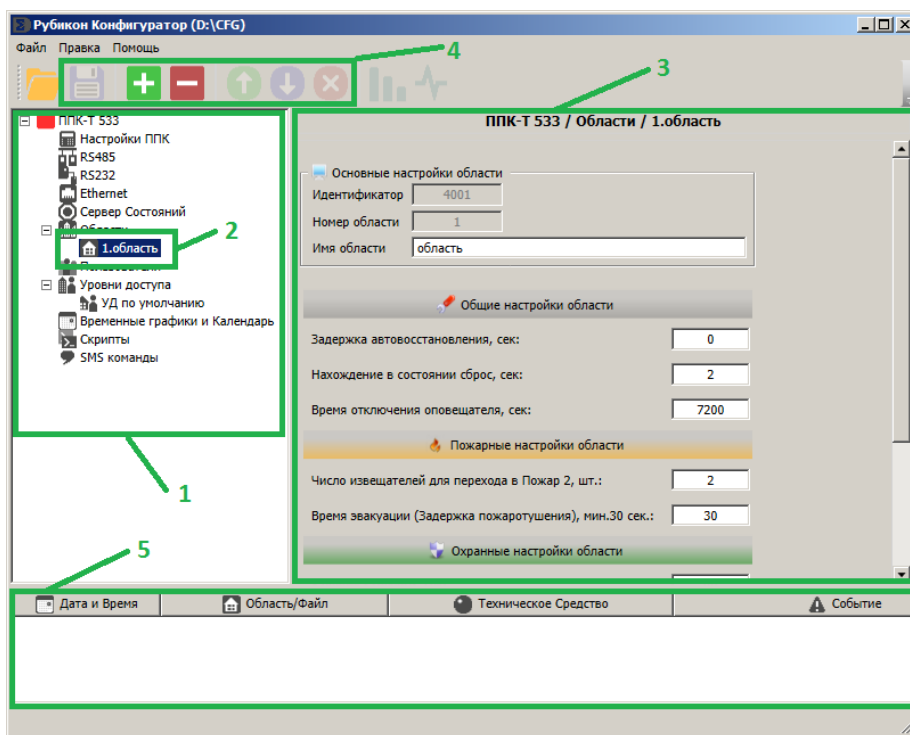 Рубикон Конфигуратор (D:\CFG)
Файл Правка Помощь
4
3
ППК-Т 533
Настройки ППК
RS485
RS232
Ethernet
Сервер Состояний
Области
1.область
2
Пользователи
Уровни доступа
УД по умолчанию
Временные графики и Календарь
Скрипты
SMS команды
1
ППК-Т 533 / Области / 1.область
Основные настройки области
Идентификатор 4001
Номер области 1
Имя области область
Общие настройки области
Задержка автовосстановления, сек: 0
Нахождение в состоянии сброс, сек: 2
Время отключения оповещателя, сек: 7200
Пожарные настройки области
Число извещателей для перехода в Пожар 2, шт.: 2
Время эвакуации (Задержка пожаротушения), мин.30 сек.: 30
Охранные настройки области
5
Дата и Время Область/Файл Техническое Средство Событие